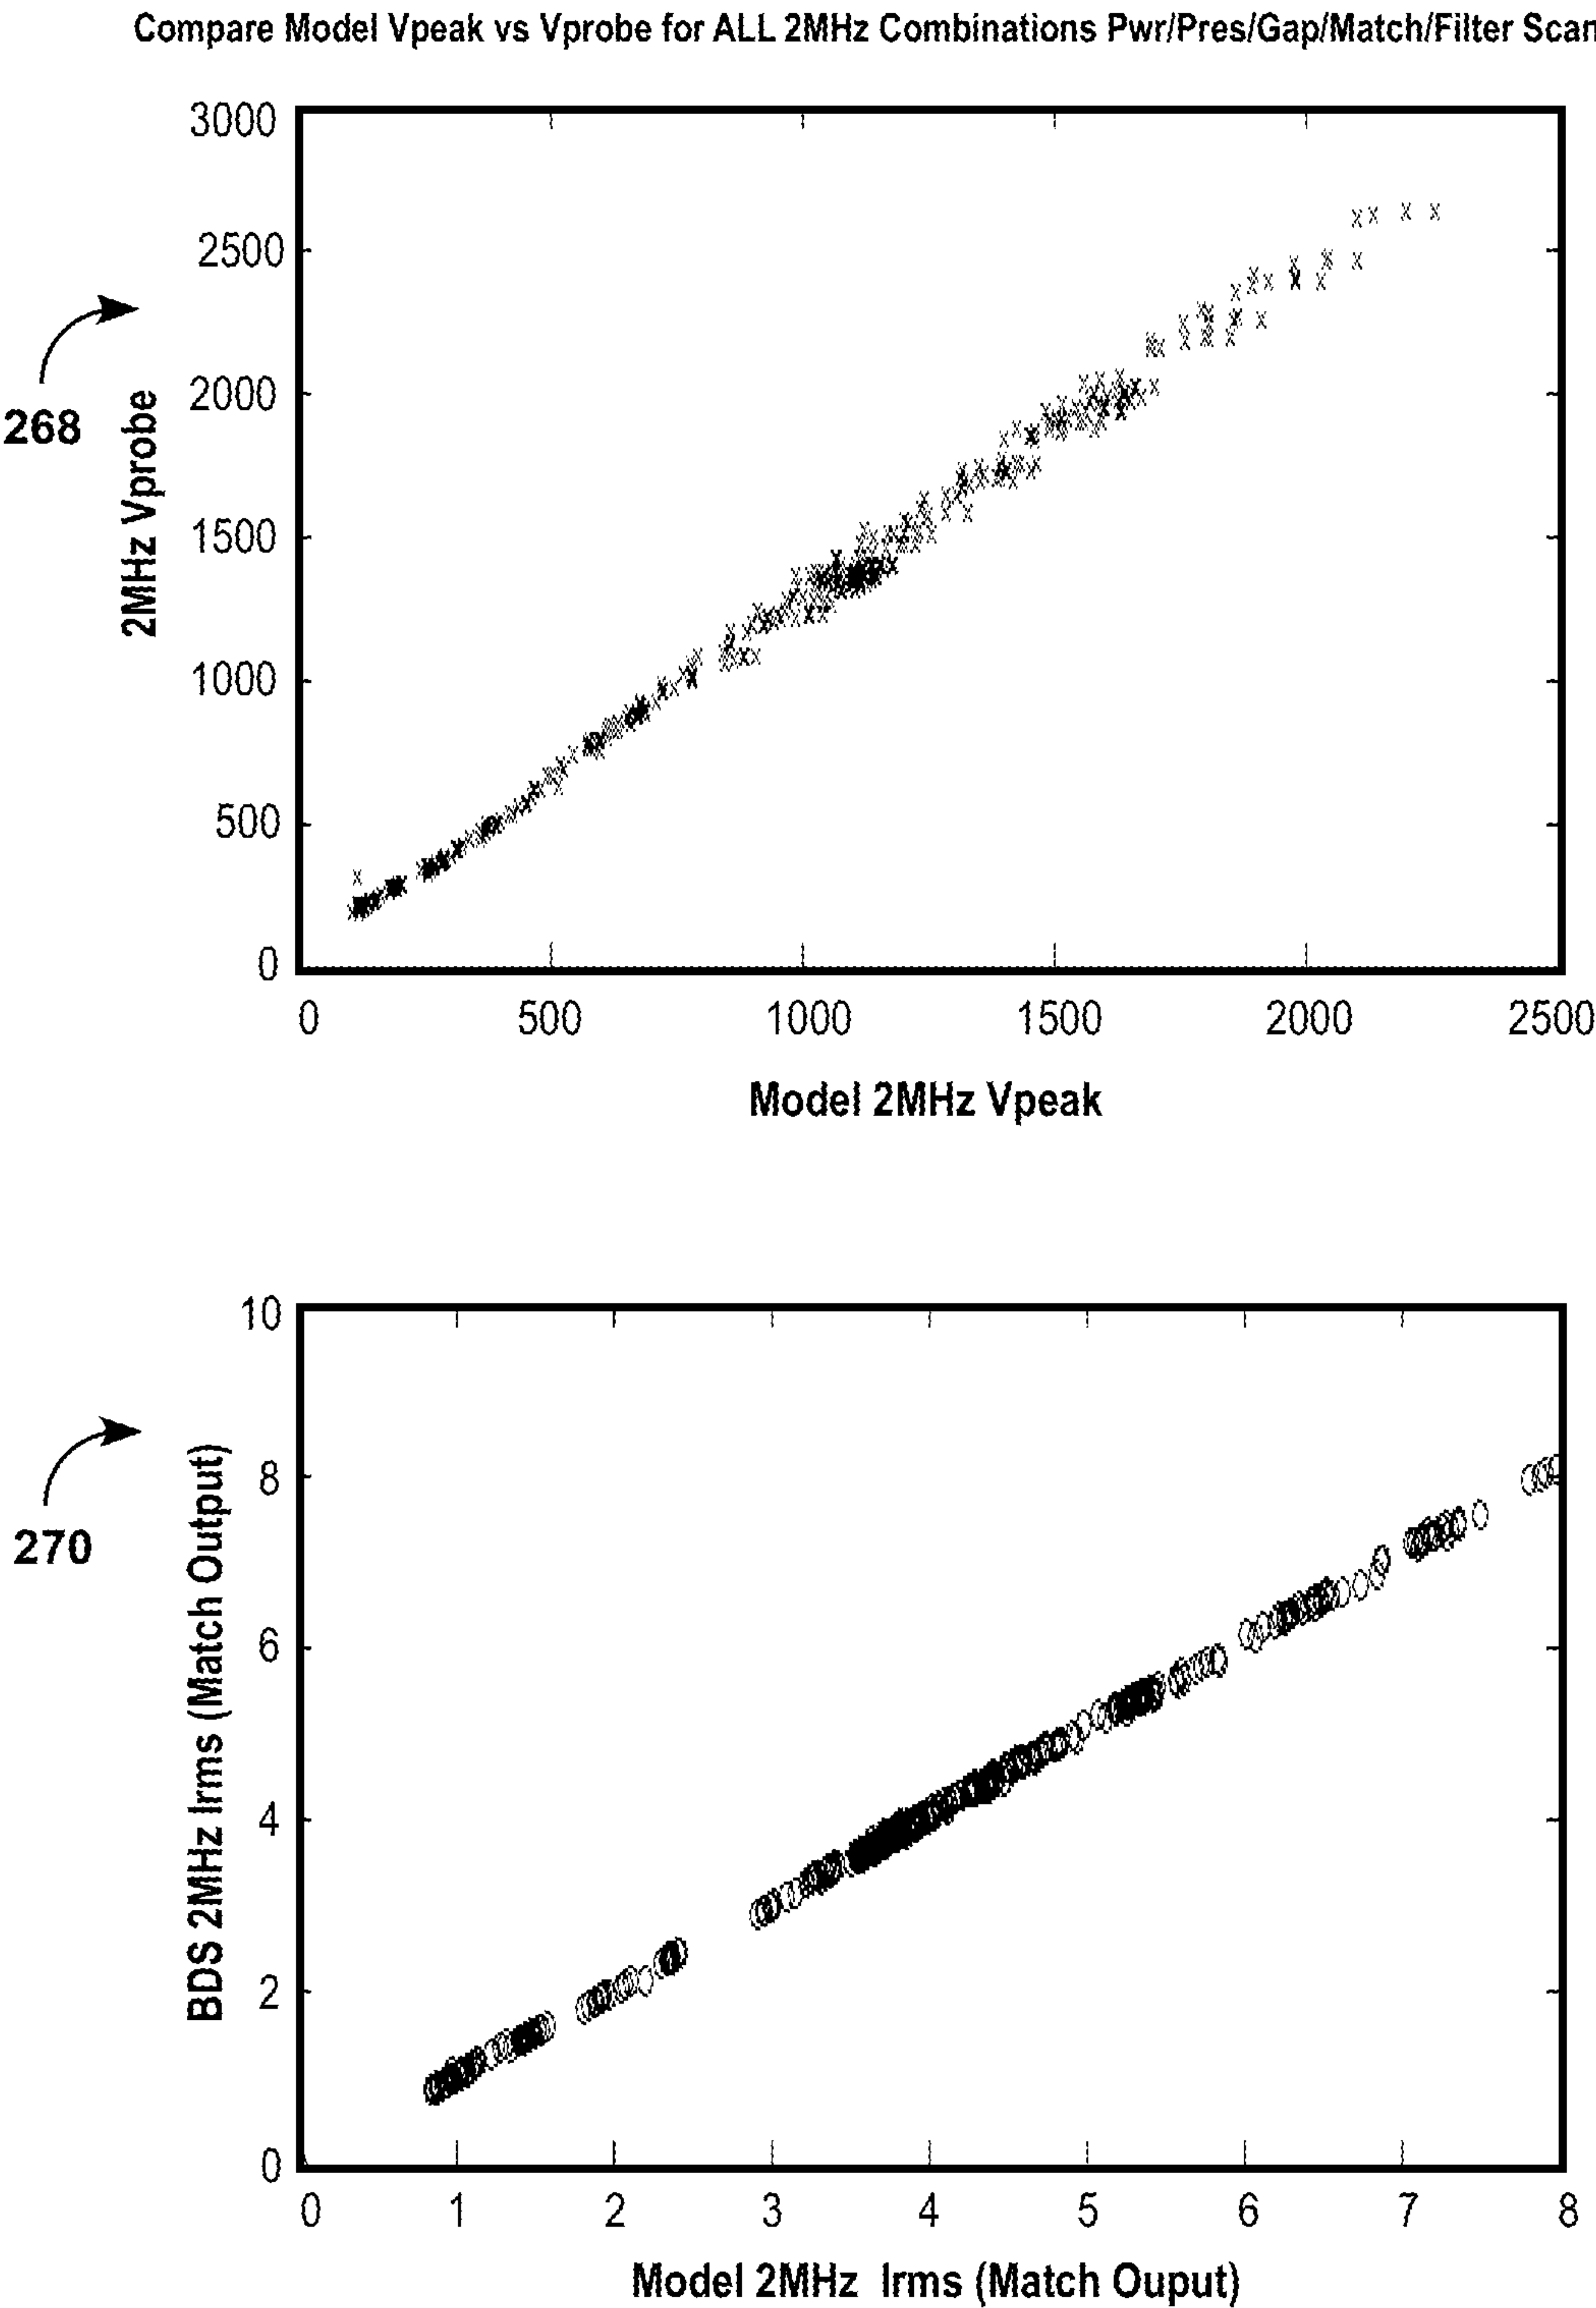 Compare Model Vpeak vs Vprobe for ALL 2MHz Combinations Pwr/Pres/Gap/Match/Filter Scan
3000
2500
2000
1500
1000
500
0
268
2MHz Vprobe
0 500 1000 1500 2000 2500
Model 2MHz Vpeak
10
8
6
4
2
0
270
BDS 2MHz Irms (Match Output)
0 1 2 3 4 5 6 7 8
Model 2MHz Irms (Match Ouput)